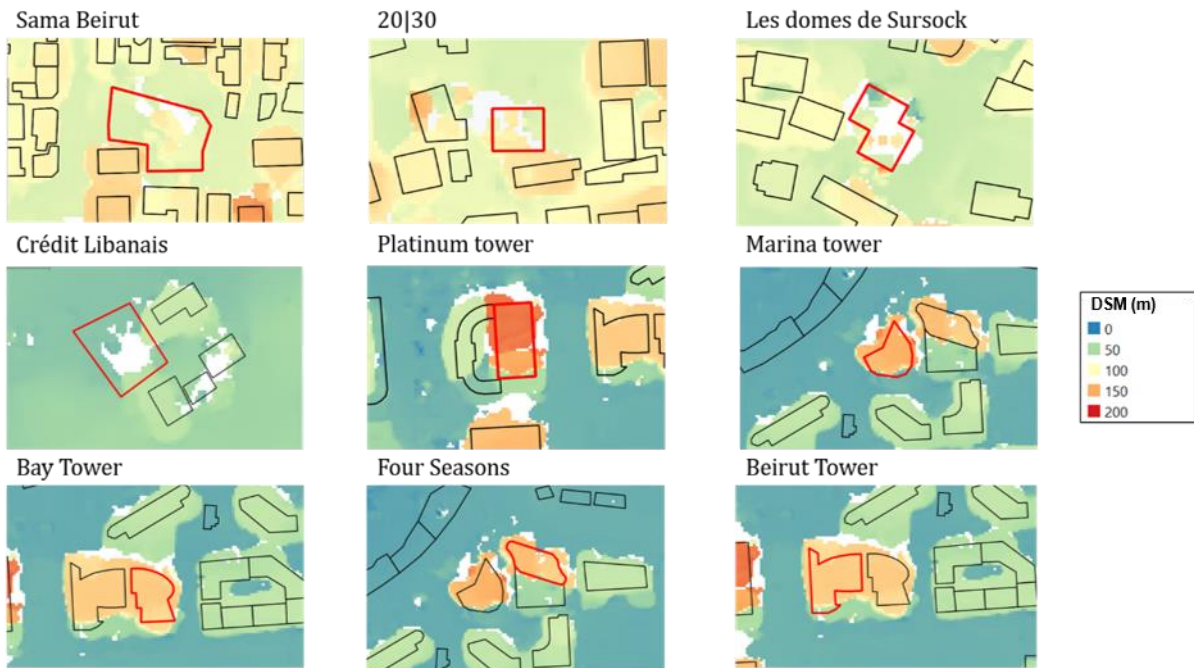 Sama Beirut
20|30
Les domes de Sursock
Crédit Libanais
Platinum tower
Marina tower
DSM (m)
0
50
100
150
200
Bay Tower
Four Seasons
Beirut Tower